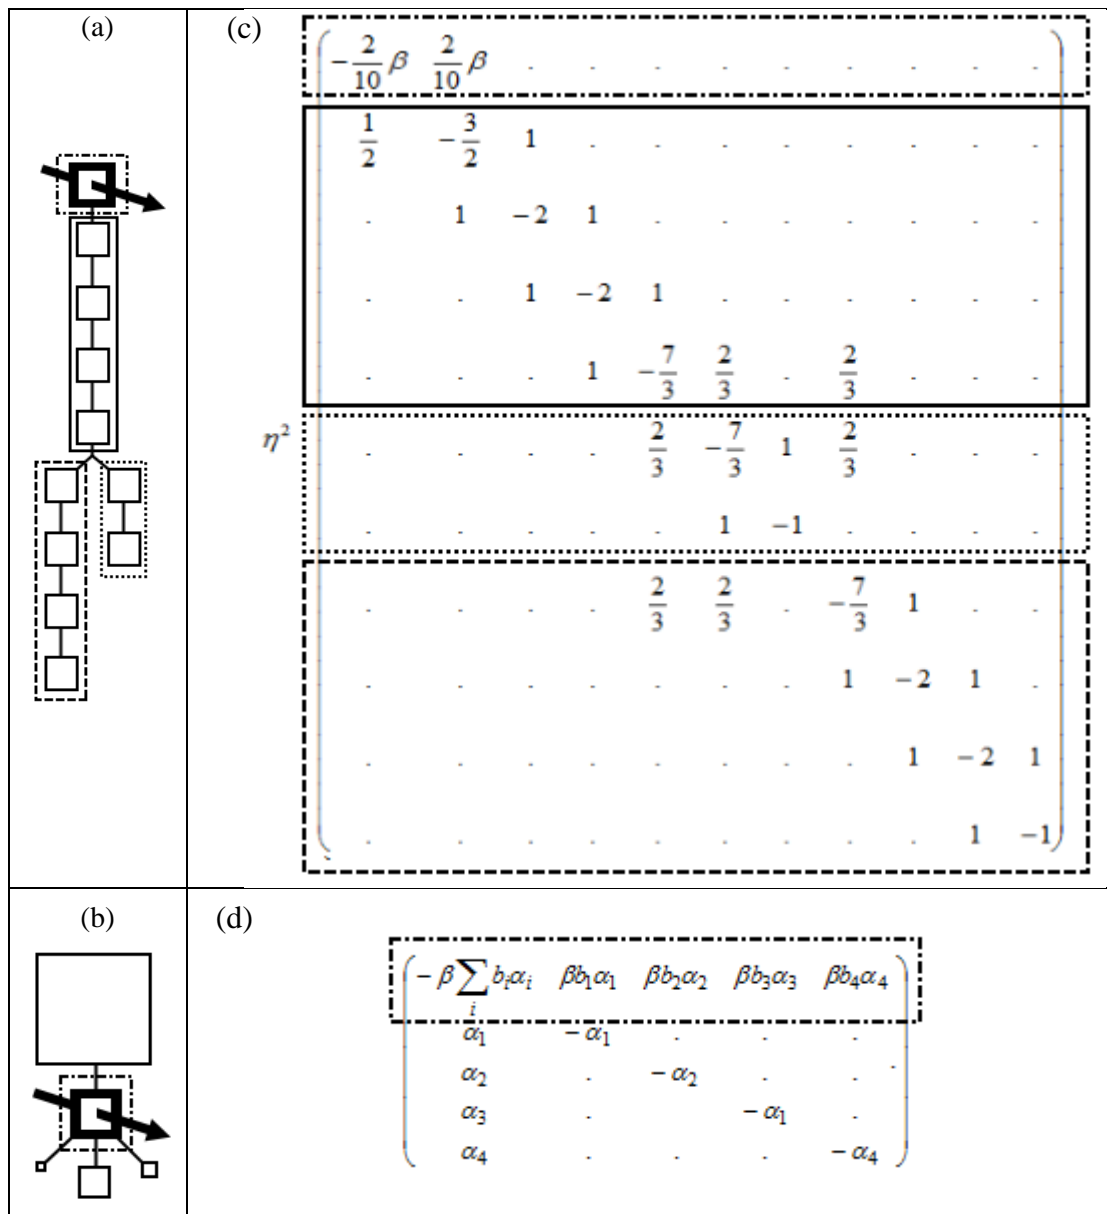 (a)
(c)
-2/10 β 2/10 β . . . . . . . . .
1/2 -3/2 1 . . . . . . . .
. 1 -2 1 . . . . . . .
. . 1 -2 1 . . . . . .
. . . 1 -7/3 2/3 . 2/3 . . .
η²
. . . . 2/3 -7/3 1 2/3 . . .
. . . . . 1 -1 . . . .
. . . . 2/3 2/3 . -7/3 1 . .
. . . . . . . 1 -2 1 .
. . . . . . . . 1 -2 1
. . . . . . . . . 1 -1
(b)
(d)
-β∑ᵢ bᵢαᵢ βb₁α₁ βb₂α₂ βb₃α₃ βb₄α₄
α₁ -α₁ . . .
α₂ . -α₂ . .
α₃ . -α₁ .
α₄ . . . -α₄